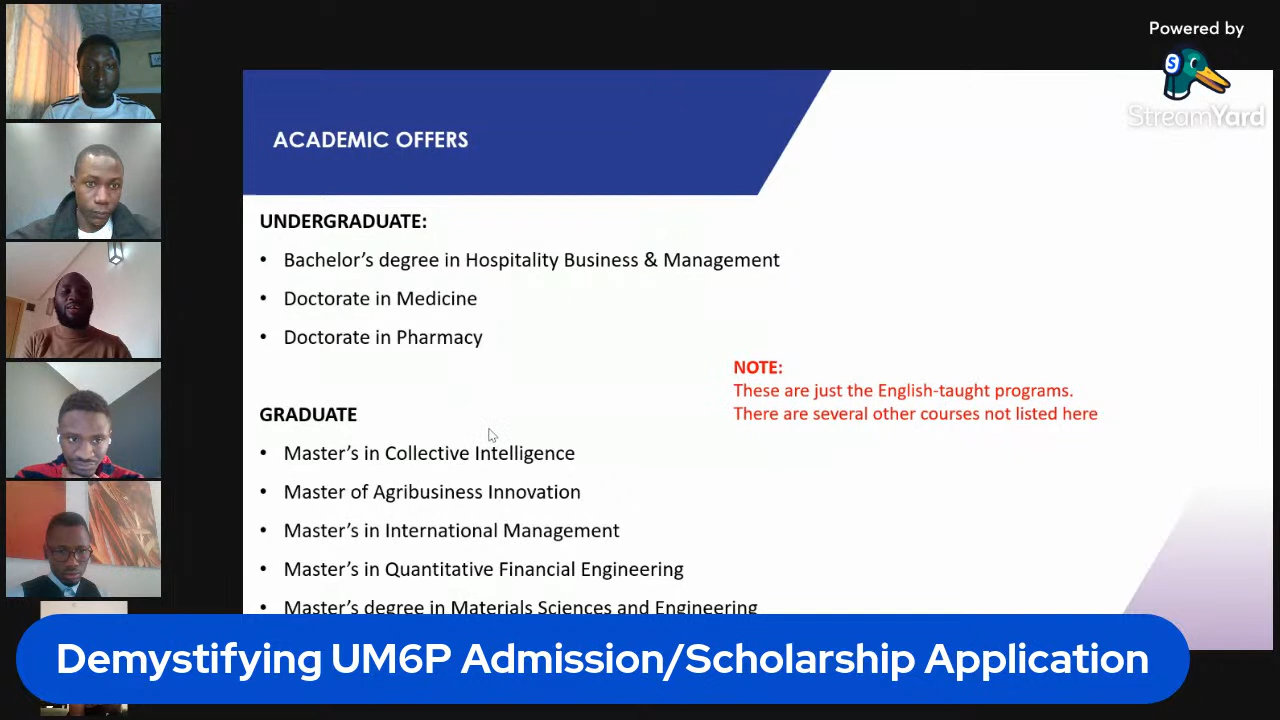 Powered by
StreamYard
ACADEMIC OFFERS
UNDERGRADUATE:
• Bachelor’s degree in Hospitality Business & Management
• Doctorate in Medicine
• Doctorate in Pharmacy
NOTE:
These are just the English-taught programs.
There are several other courses not listed here
GRADUATE
• Master’s in Collective Intelligence
• Master of Agribusiness Innovation
• Master’s in International Management
• Master’s in Quantitative Financial Engineering
• Master’s degree in Materials Sciences and Engineering
Demystifying UM6P Admission/Scholarship Application